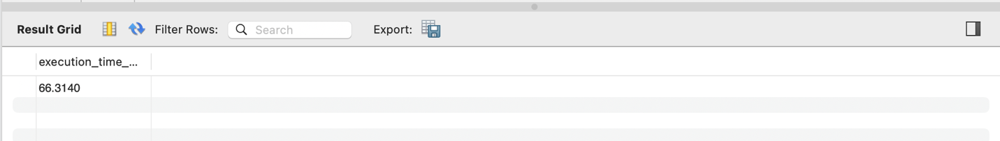 Result Grid Filter Rows: Search Export:
execution_time_...
66.3140